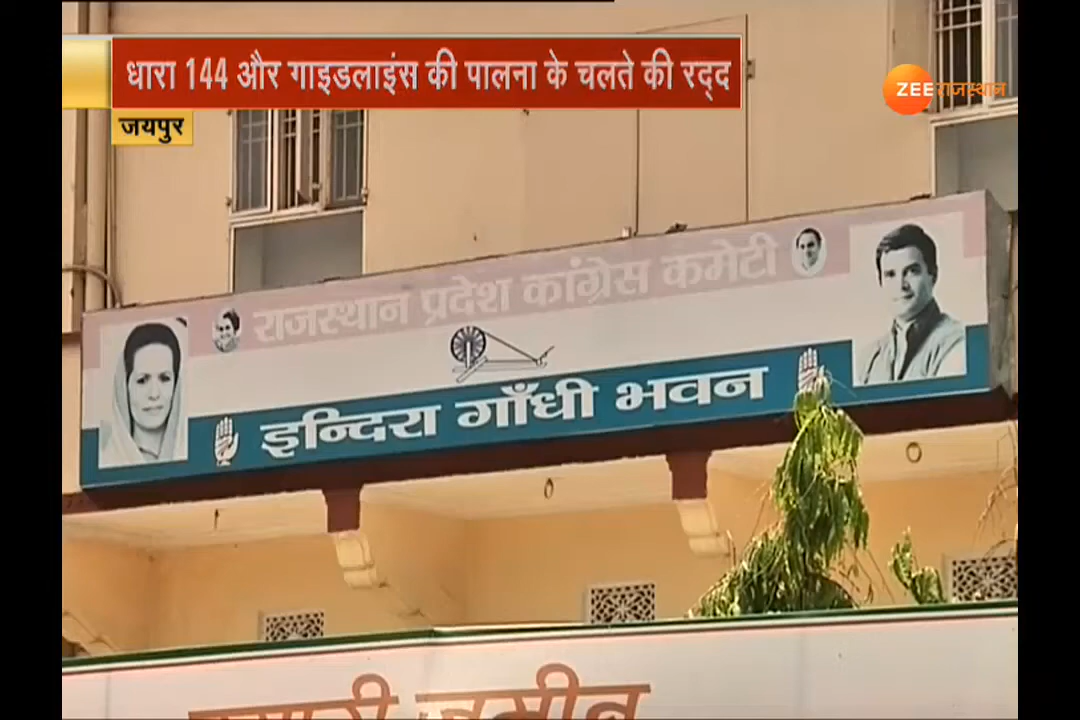 धारा 144 और गाइडलाइंस की पालना के चलते की रद्द
जयपुर
ZEE राजस्थान
राजस्थान प्रदेश कांग्रेस कमेटी
इन्दिरा गाँधी भवन